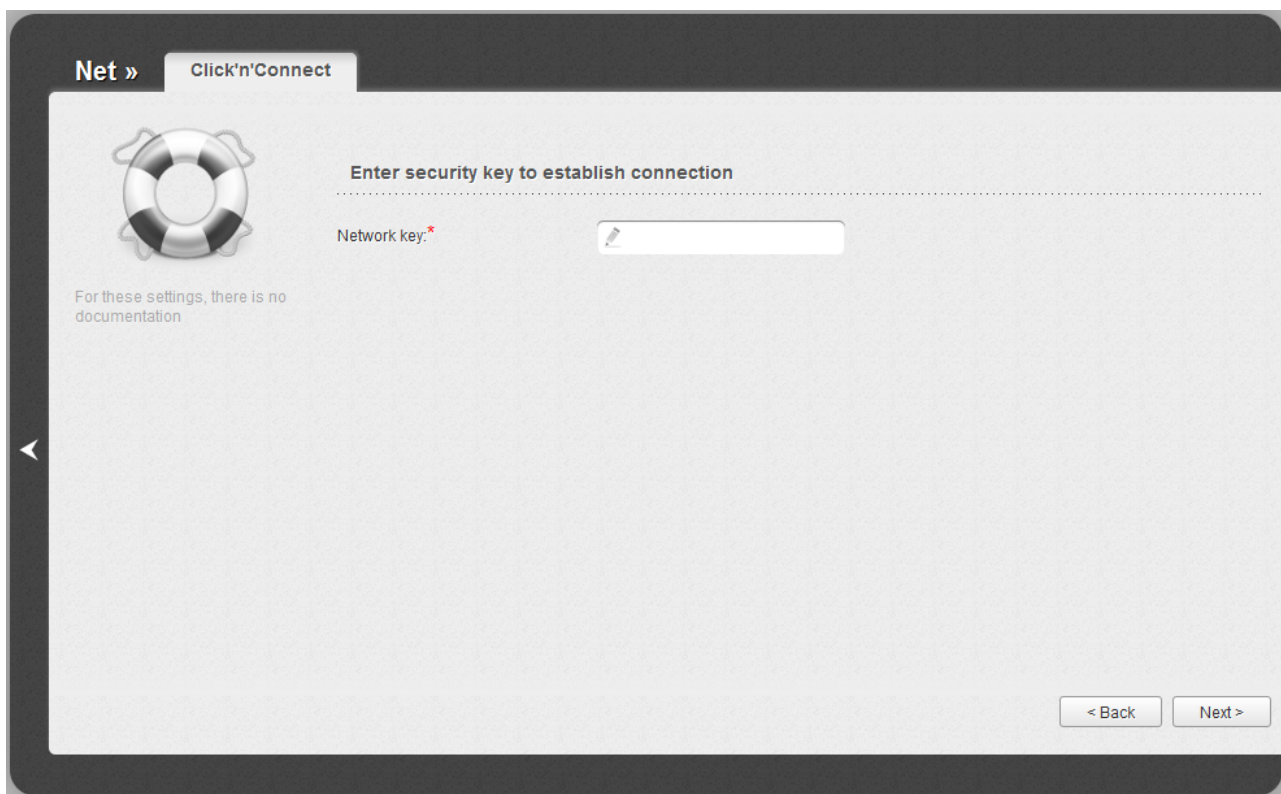 Net »
Click'n'Connect
Enter security key to establish connection
Network key:*
For these settings, there is no
documentation
< Back
Next >